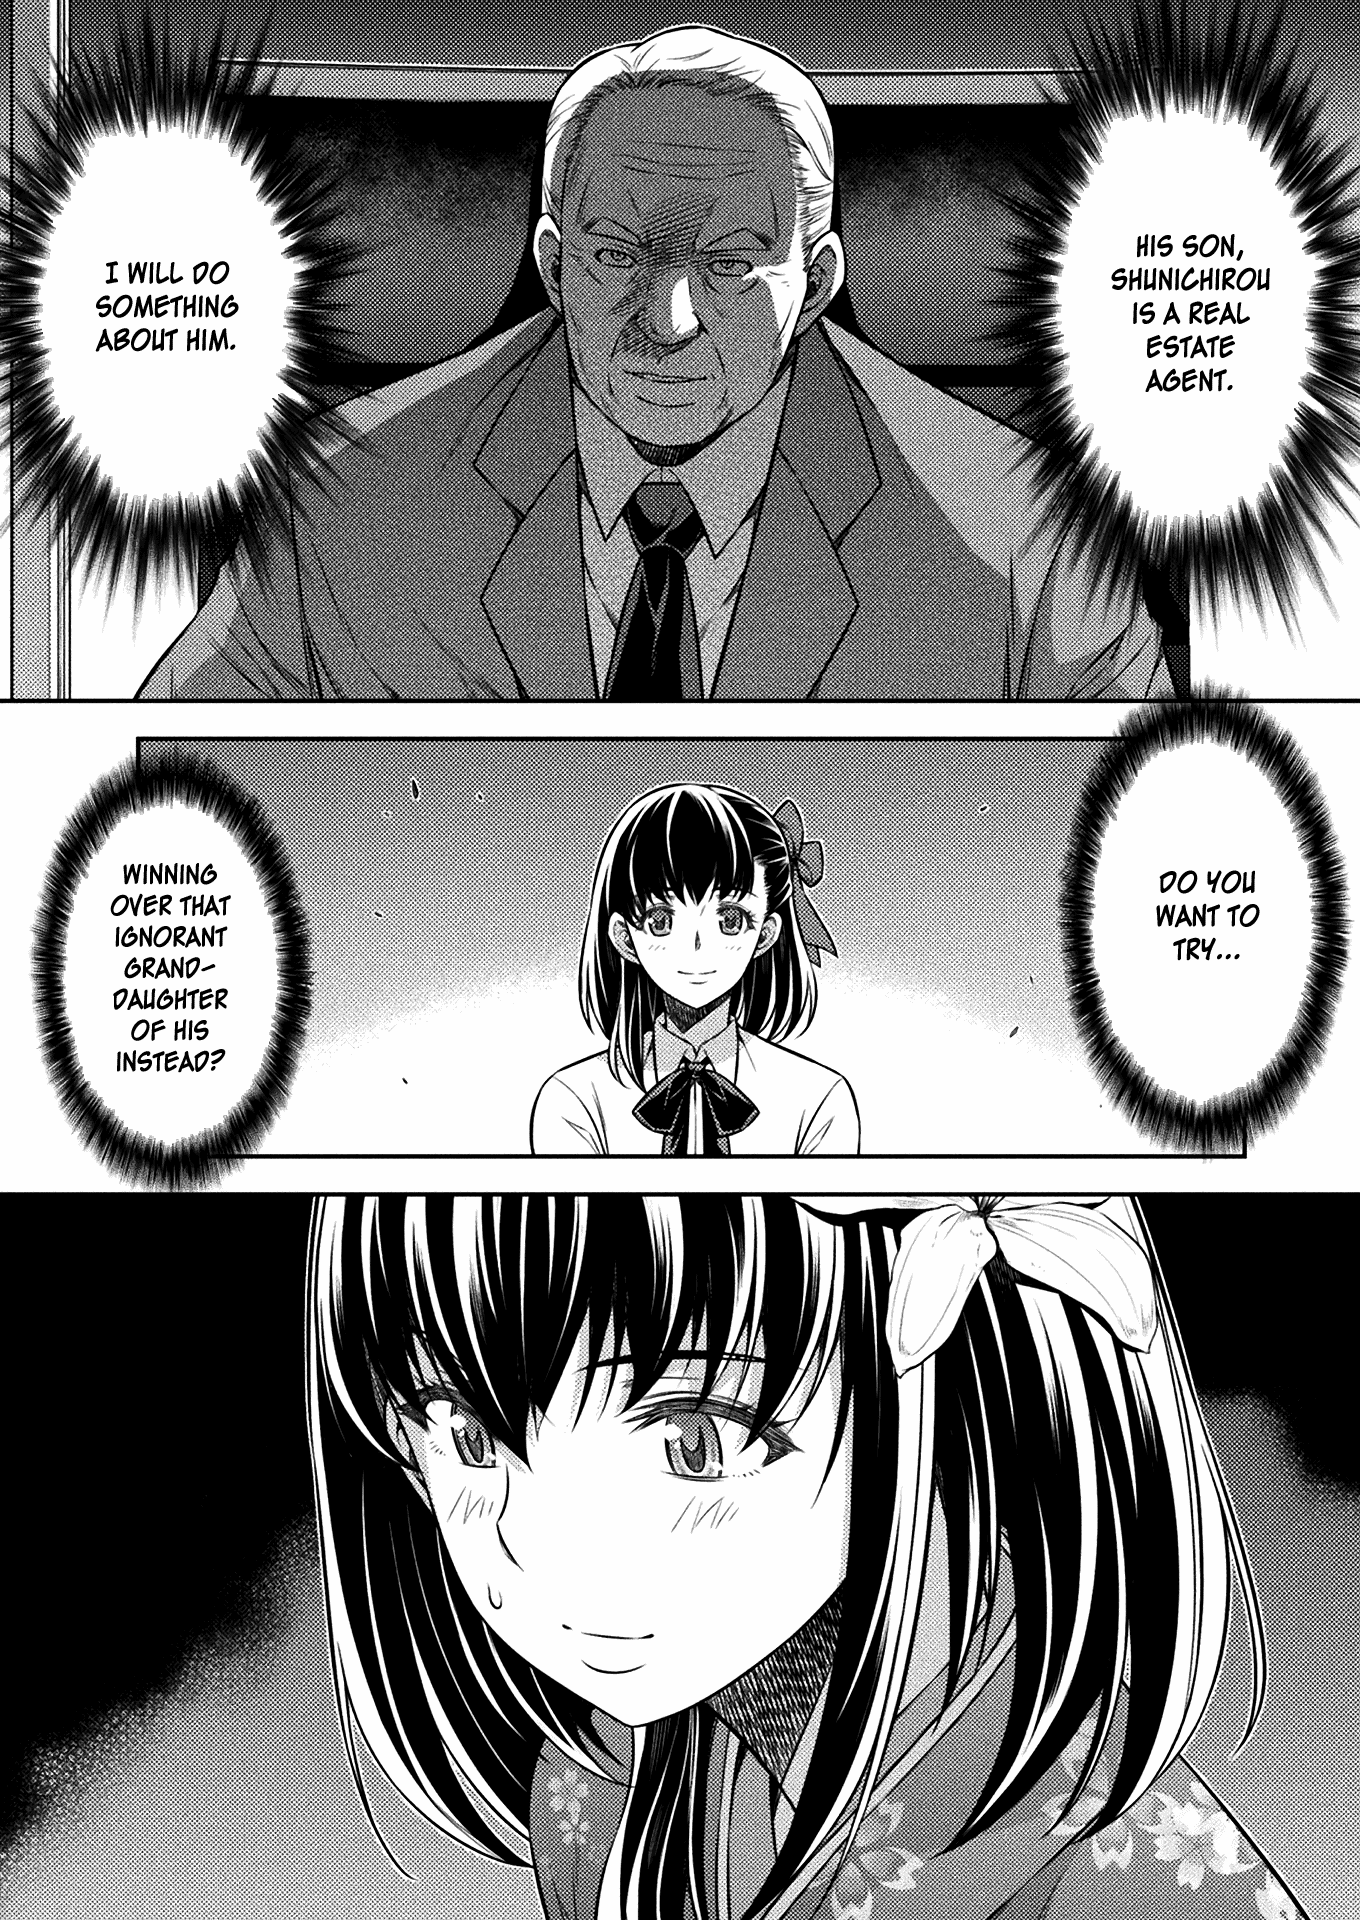 HIS SON,
SHUNICHIROU
IS A REAL
ESTATE
AGENT.
I WILL DO
SOMETHING
ABOUT HIM.
DO YOU
WANT TO
TRY...
WINNING
OVER THAT
IGNORANT
GRAND-
DAUGHTER
OF HIS
INSTEAD?